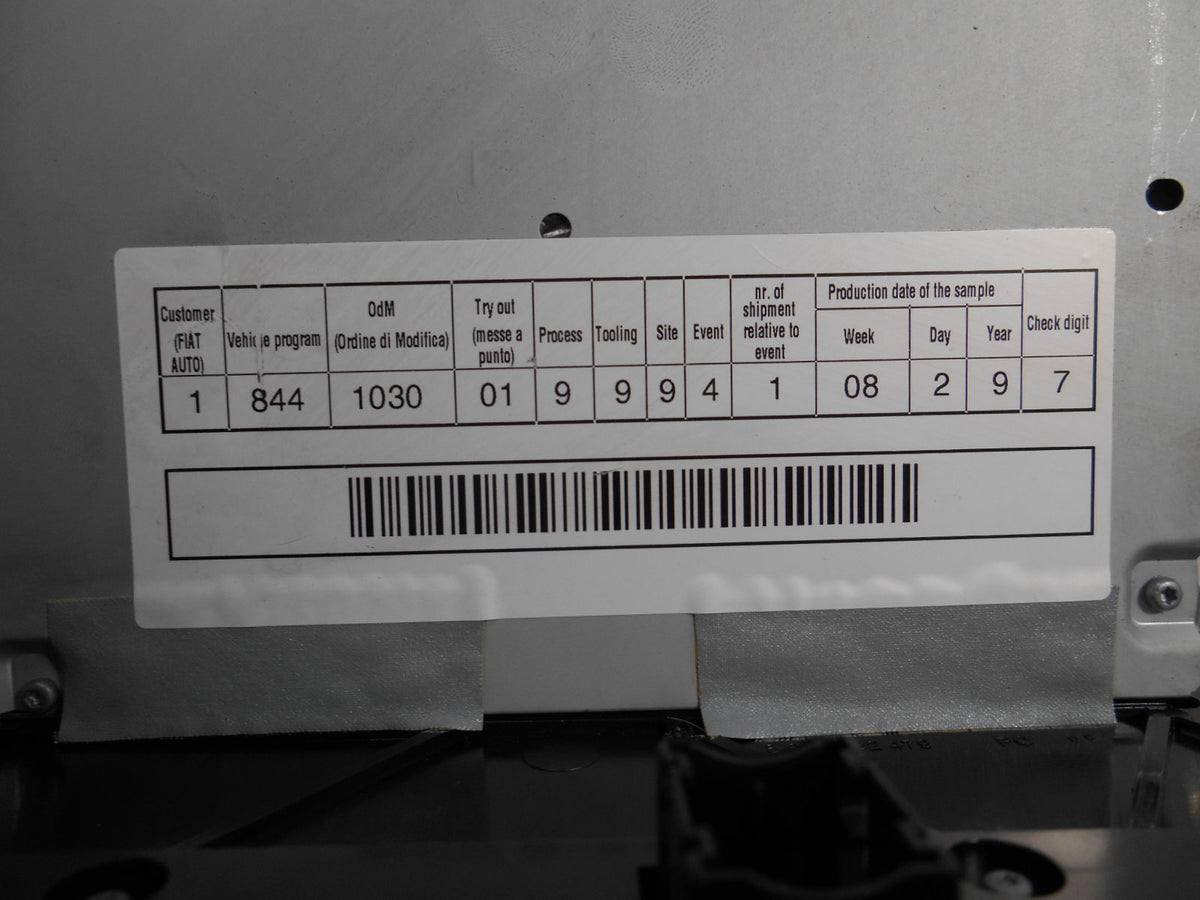 Customer (FIAT AUTO) Vehicle program OdM (Ordine di Modifica) Try out (messe a punto) Process Tooling Site Event nr. of shipment relative to event Production date of the sample Week Day Year Check digit
1 844 1030 01 9 9 9 4 1 08 2 9 7